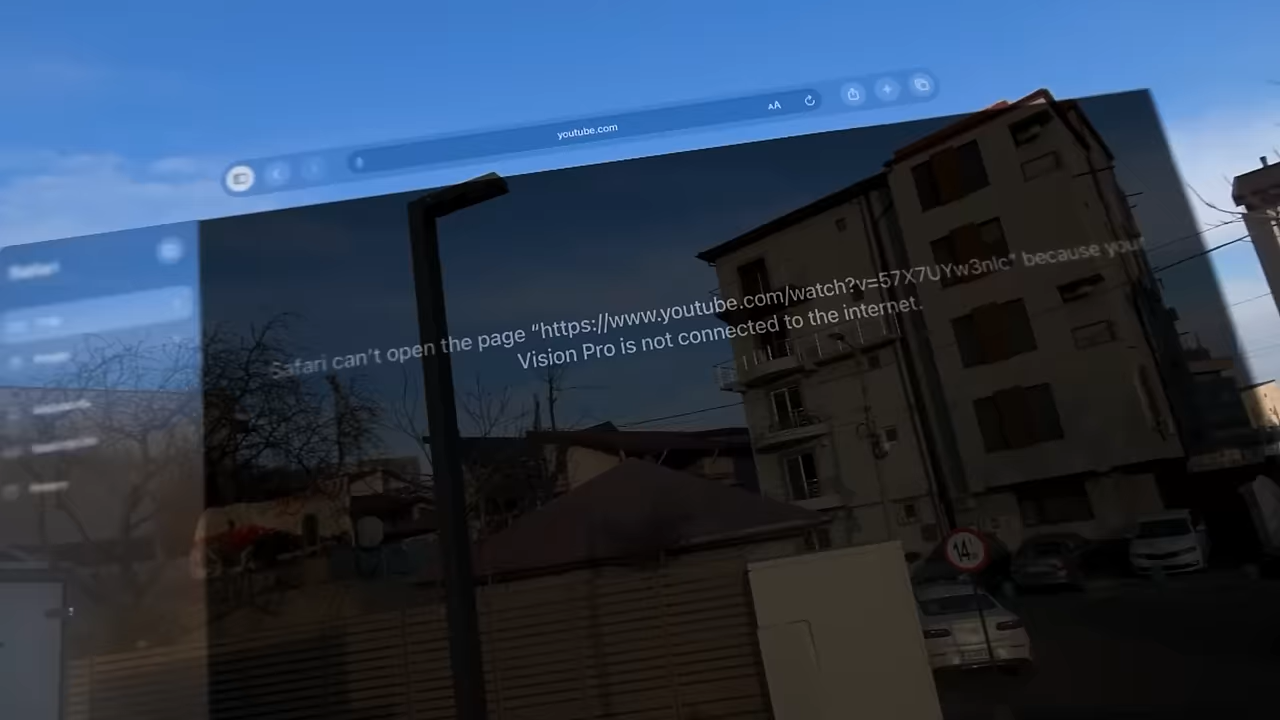 AA
youtube.com
Safari can't open the page "https://www.youtube.com/watch?v=57X7UYw3nlc" because your
Vision Pro is not connected to the internet.
14